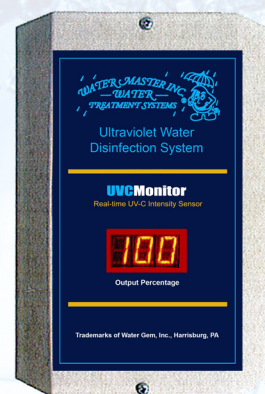 WATER MASTER INC
WATER
TREATMENT SYSTEMS
Ultraviolet Water
Disinfection System
UVCMonitor
Real-time UV-C Intensity Sensor
100
Output Percentage
Trademarks of Water Gem, Inc., Harrisburg, PA